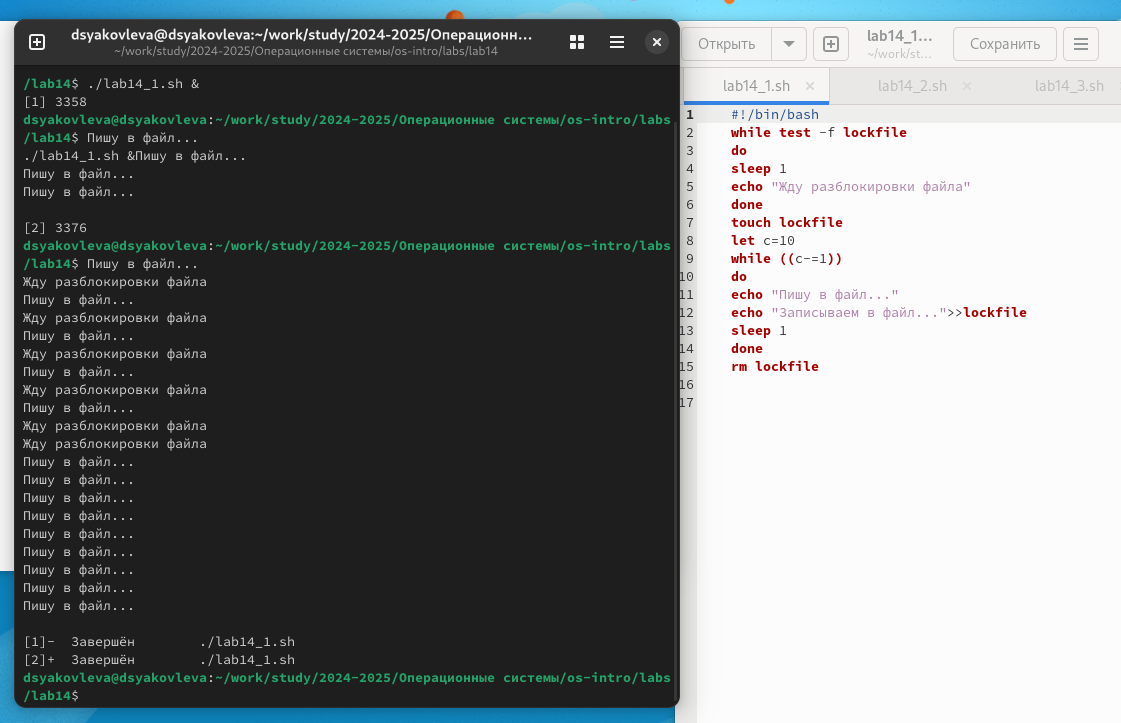 dsyakovleva@dsyakovleva:~/work/study/2024-2025/Операционн...
~/work/study/2024-2025/Операционные системы/os-intro/labs/lab14
/lab14$ ./lab14_1.sh &
[1] 3358
dsyakovleva@dsyakovleva:~/work/study/2024-2025/Операционные системы/os-intro/labs
/lab14$ Пишу в файл...
./lab14_1.sh &Пишу в файл...
Пишу в файл...
Пишу в файл...
[2] 3376
dsyakovleva@dsyakovleva:~/work/study/2024-2025/Операционные системы/os-intro/labs
/lab14$ Пишу в файл...
Жду разблокировки файла
Пишу в файл...
Жду разблокировки файла
Пишу в файл...
Жду разблокировки файла
Пишу в файл...
Жду разблокировки файла
Пишу в файл...
Жду разблокировки файла
Жду разблокировки файла
Пишу в файл...
Пишу в файл...
Пишу в файл...
Пишу в файл...
Пишу в файл...
Пишу в файл...
Пишу в файл...
Пишу в файл...
Пишу в файл...
[1]-  Завершён        ./lab14_1.sh
[2]+  Завершён        ./lab14_1.sh
dsyakovleva@dsyakovleva:~/work/study/2024-2025/Операционные системы/os-intro/labs
/lab14$
Открыть
lab14_1...
~/work/st...
Сохранить
lab14_1.sh
lab14_2.sh
lab14_3.sh
1 #!/bin/bash
2 while test -f lockfile
3 do
4 sleep 1
5 echo "Жду разблокировки файла"
6 done
7 touch lockfile
8 let c=10
9 while ((c-=1))
10 do
11 echo "Пишу в файл..."
12 echo "Записываем в файл...">>lockfile
13 sleep 1
14 done
15 rm lockfile
16
17